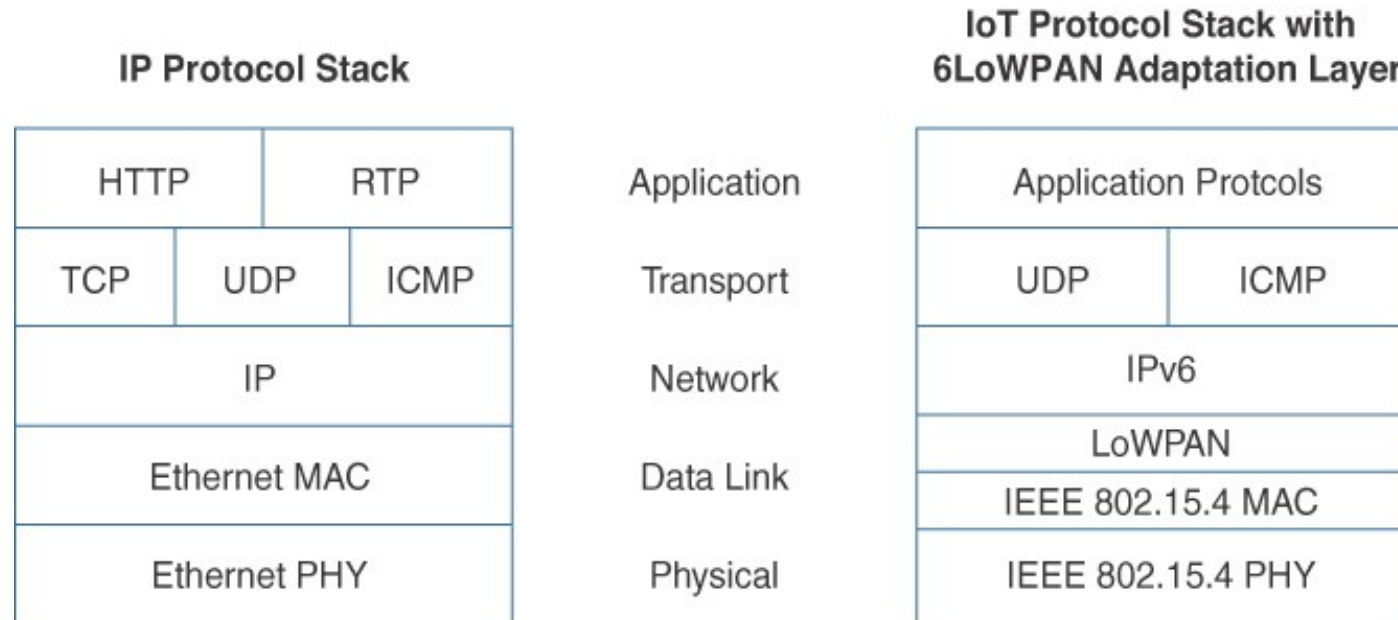 IP Protocol Stack
IoT Protocol Stack with
6LoWPAN Adaptation Layer
HTTP RTP Application Application Protcols
TCP UDP ICMP Transport UDP ICMP
IP Network IPv6
Ethernet MAC Data Link LoWPAN
IEEE 802.15.4 MAC
Ethernet PHY Physical IEEE 802.15.4 PHY